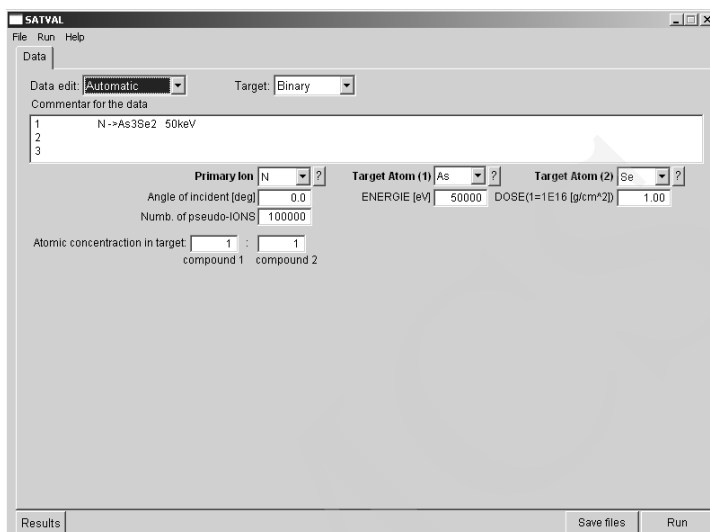 SATVAL
File Run Help
Data
Data edit: Automatic Target: Binary
Commentar for the data
1 N->As3Se2 50keV
2
3
Primary Ion N ? Target Atom (1) As ? Target Atom (2) Se ?
Angle of incident [deg] 0.0 ENERGIE [eV] 50000 DOSE(1=1E16 [g/cm^2]) 1.00
Numb. of pseudo-IONS 100000
Atomic concentration in target: 1 : 1
compound 1 compound 2
Results Save files Run